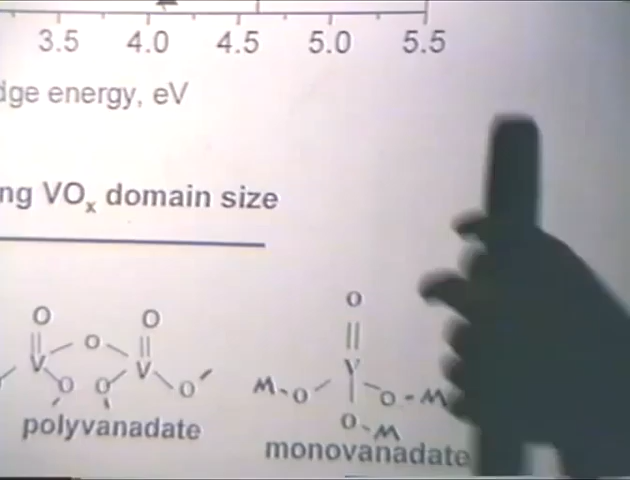 3.5 4.0 4.5 5.0 5.5
dge energy, eV
ng VOx domain size
O O O
O O
V V
O O O
M-O V O-M
O-M
polyvanadate
monovanadate